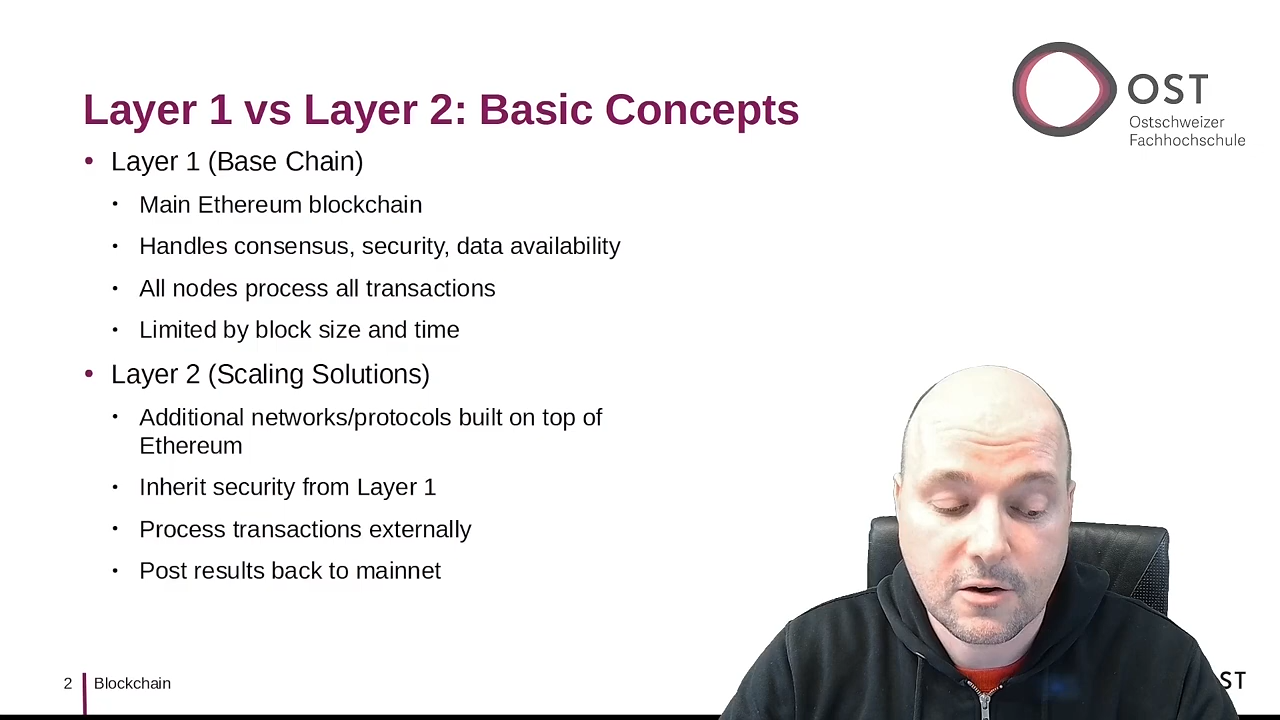 OST
Ostschweizer
Fachhochschule
Layer 1 vs Layer 2: Basic Concepts
• Layer 1 (Base Chain)
• Main Ethereum blockchain
• Handles consensus, security, data availability
• All nodes process all transactions
• Limited by block size and time
• Layer 2 (Scaling Solutions)
• Additional networks/protocols built on top of
Ethereum
• Inherit security from Layer 1
• Process transactions externally
• Post results back to mainnet
2 Blockchain
ST